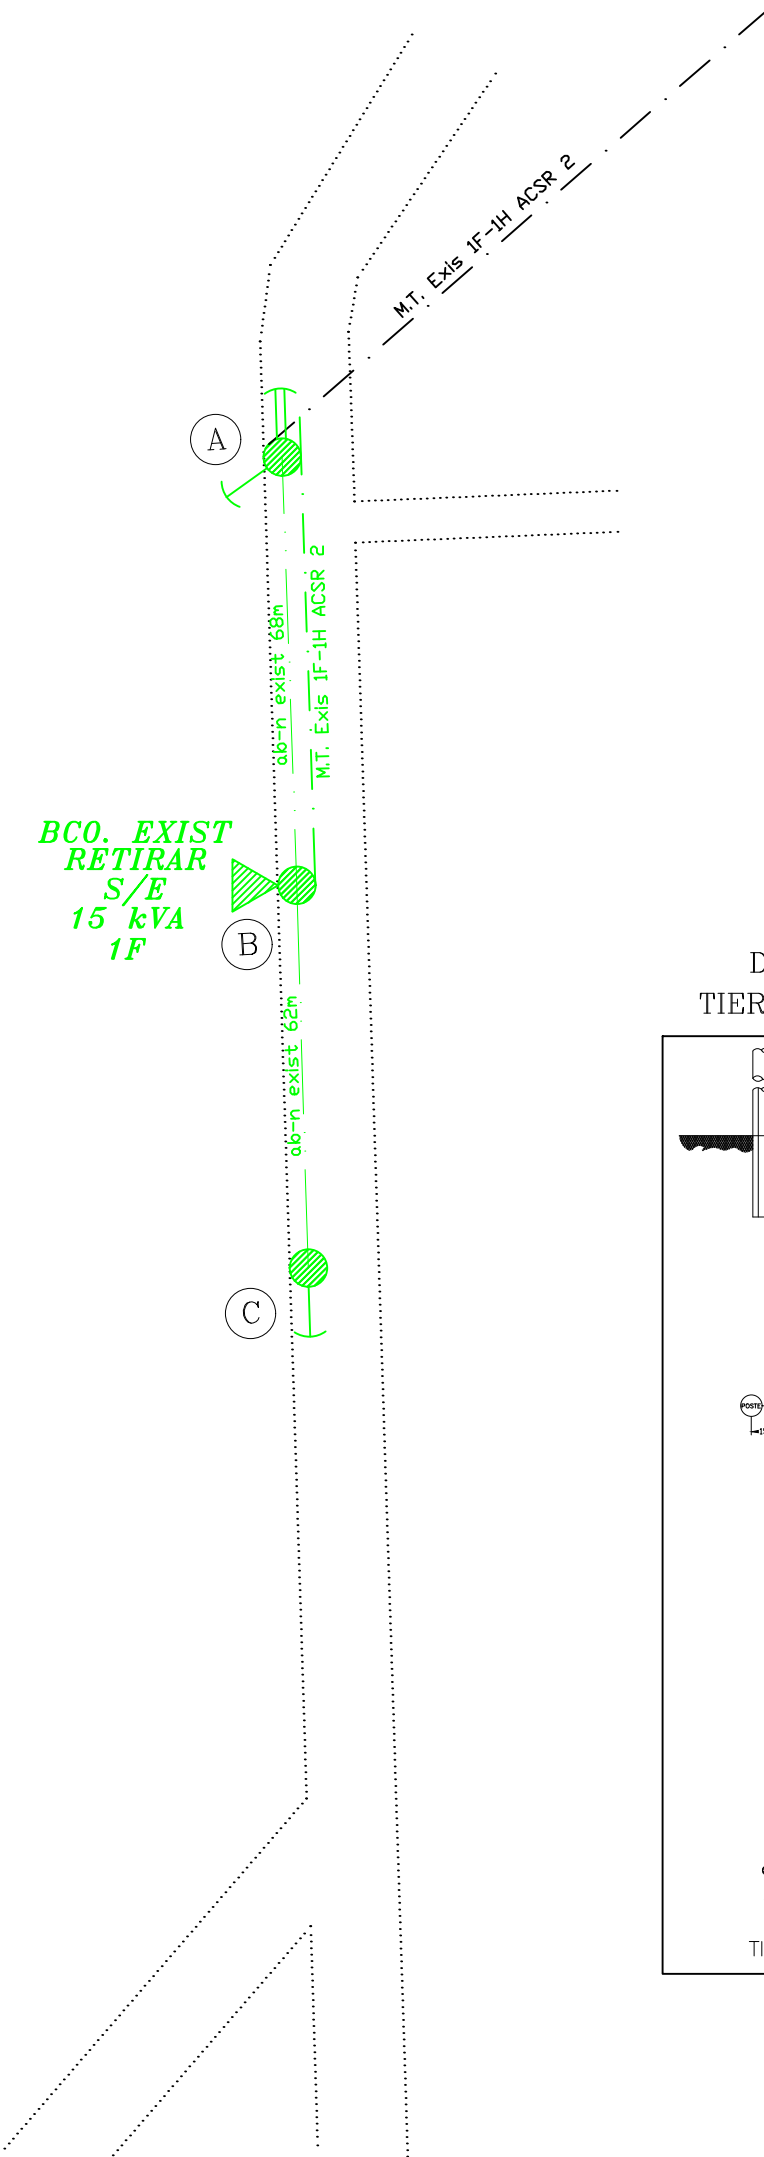 M.T. Exis 1F-1H ACSR 2
A
ab-n exist 68m
M.T. Exis 1F-1H ACSR 2
BCO. EXIST
RETIRAR
S/E
15 kVA
1F
B
D
TIER
ab-n exist 62m
C
POSTE
TI